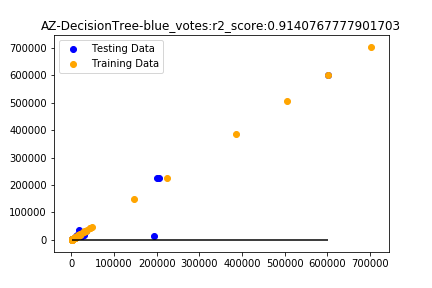 AZ-DecisionTree-blue_votes:r2_score:0.9140767777901703
Testing Data
Training Data
700000
600000
500000
400000
300000
200000
100000
0
0 100000 200000 300000 400000 500000 600000 700000